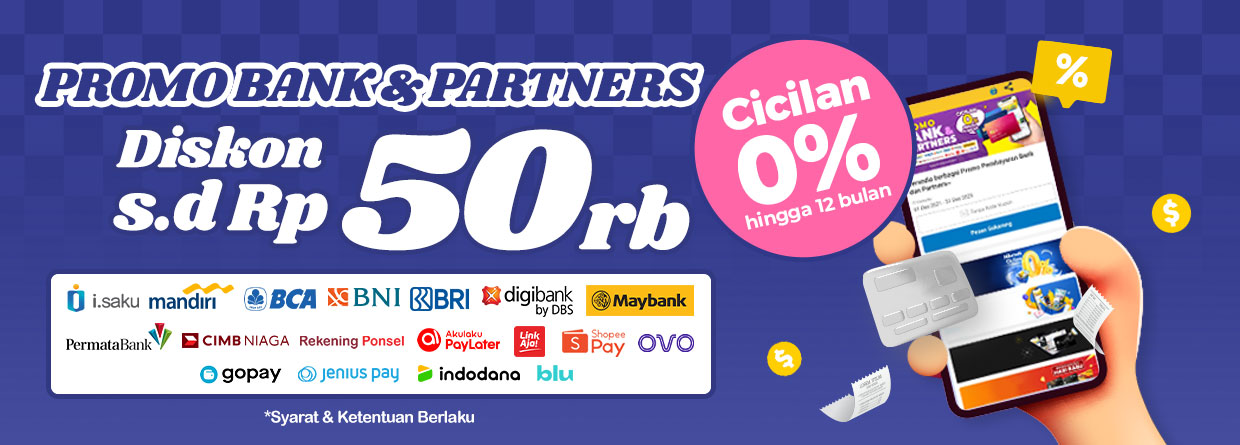 PROMO BANK & PARTNERS
Diskon
s.d Rp 50rb
Cicilan
0%
hingga 12 bulan
%
i.saku mandiri BCA BNI BRI digibank by DBS Maybank
PermataBank CIMB NIAGA Rekening Ponsel Akulaku PayLater Link Aja! Shopee Pay OVO
gopay jenius pay indodana blu
*Syarat & Ketentuan Berlaku
$
Pesan Sekarang